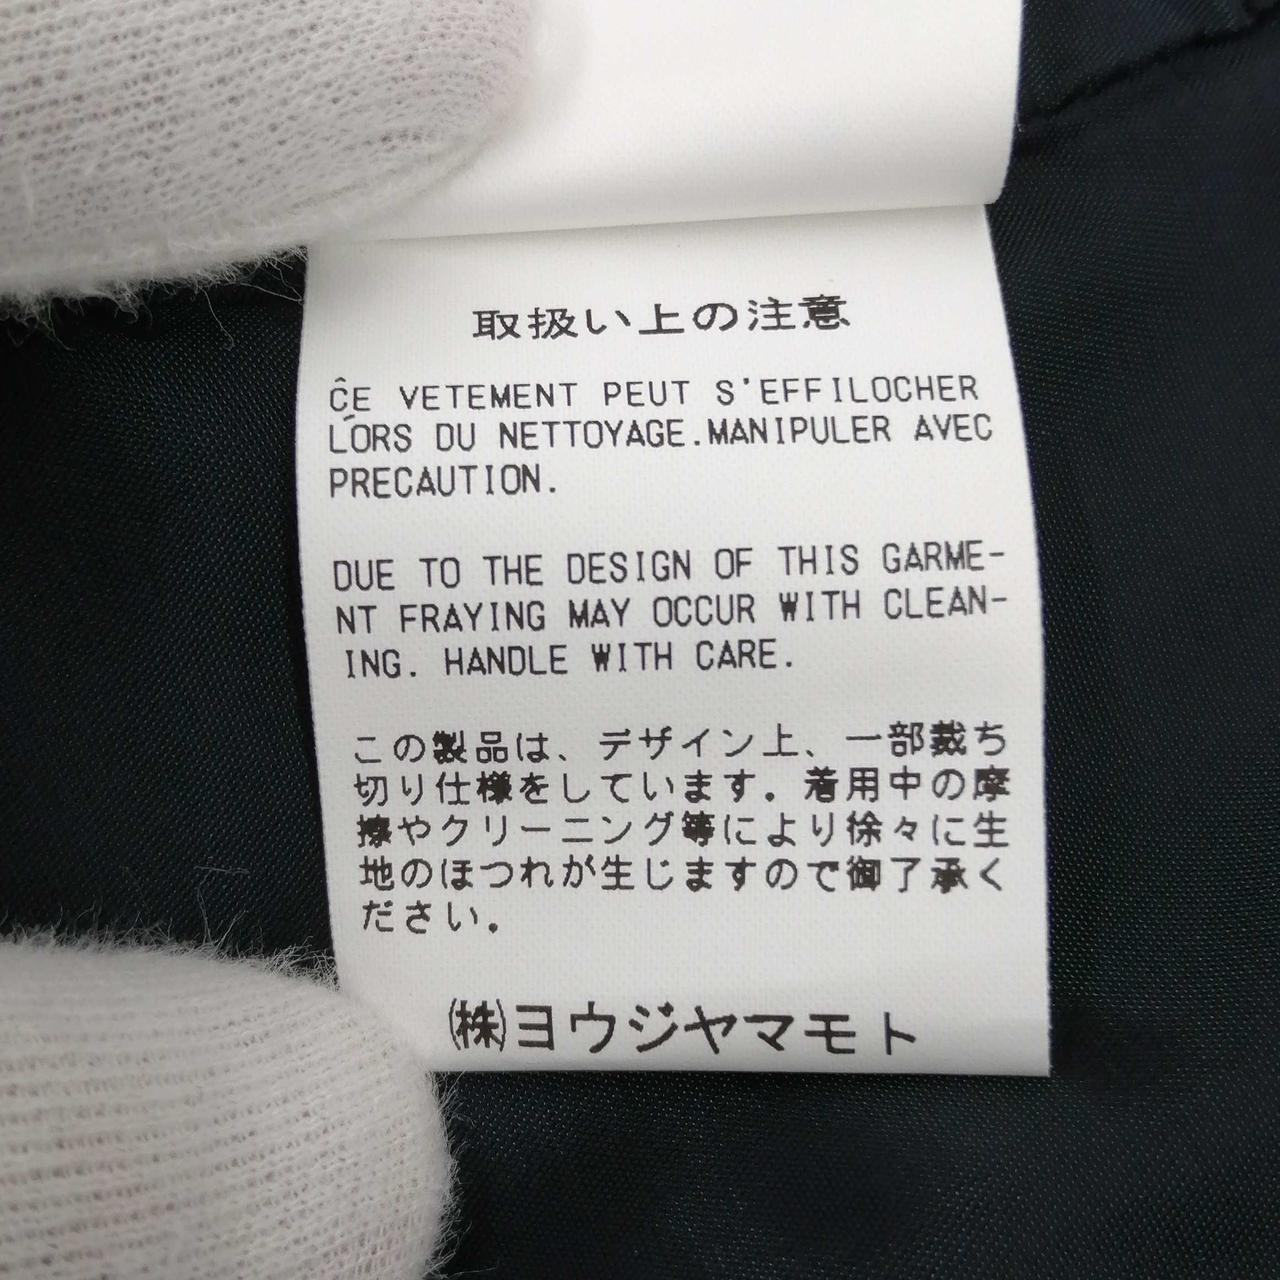 取扱い上の注意
ĈE VETEMENT PEUT S'EFFILOCHER
LÓRS DU NETTOYAGE.MANIPULER AVEC
PRECAUTION.
DUE TO THE DESIGN OF THIS GARME-
NT FRAYING MAY OCCUR WITH CLEAN-
ING. HANDLE WITH CARE.
この製品は、デザイン上、一部裁ち
切り仕様をしています。着用中の摩
擦やクリーニング等により徐々に生
地のほつれが生じますので御了承く
ださい。
㈱ヨウジヤマモト